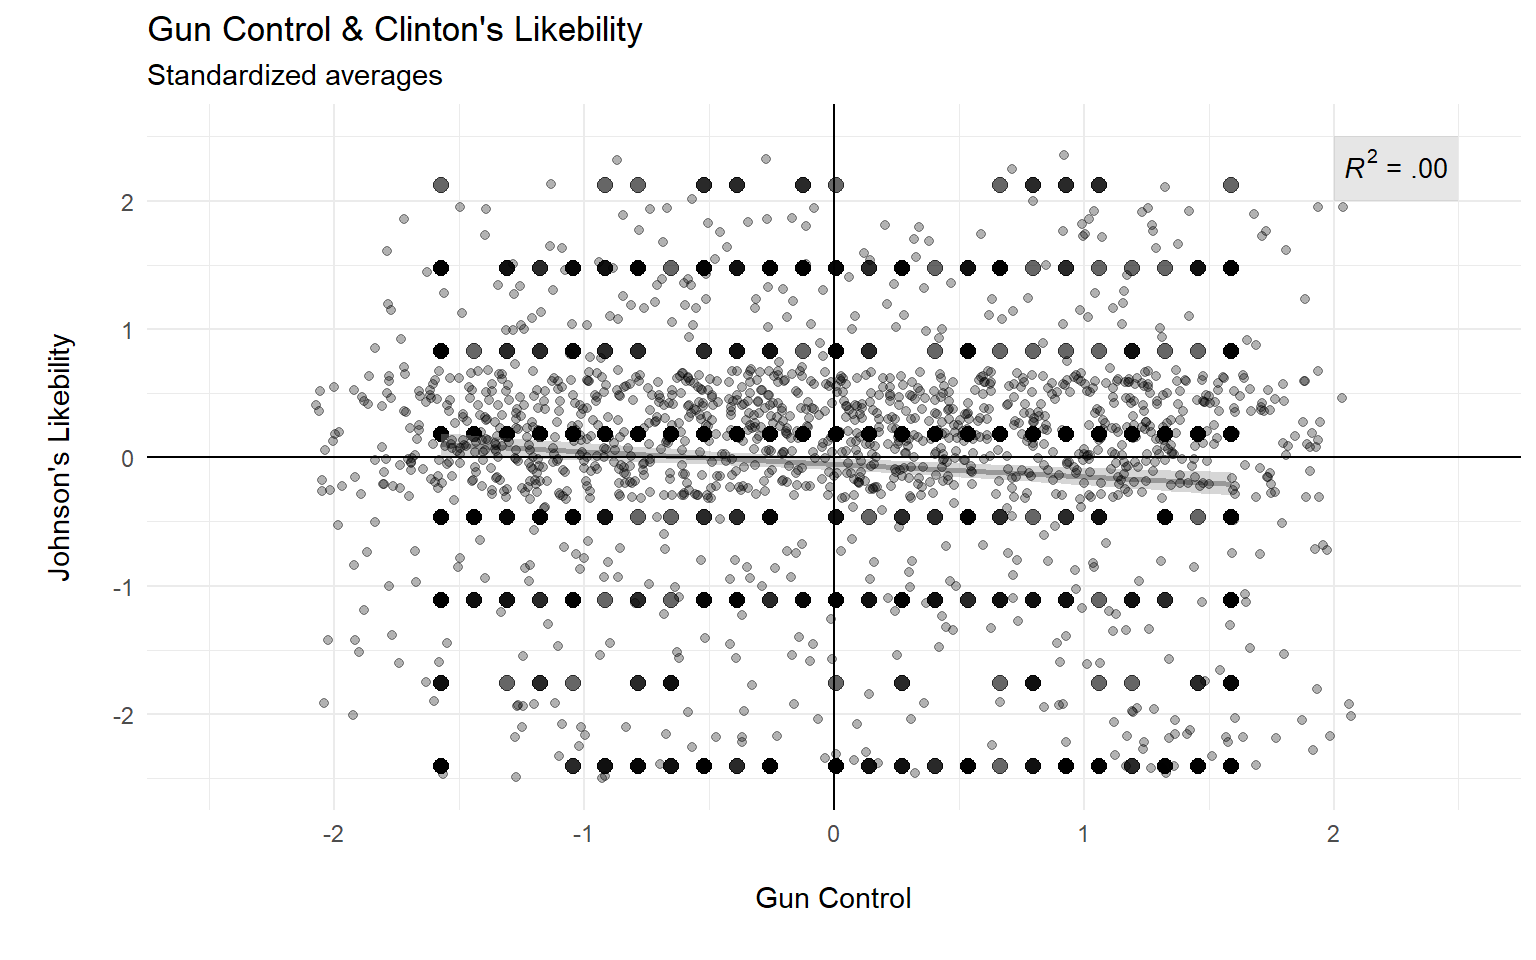 Gun Control & Clinton's Likebility
Standardized averages
R² = .00
Johnson's Likebility
2
1
0
-1
-2
-2 -1 0 1 2
Gun Control